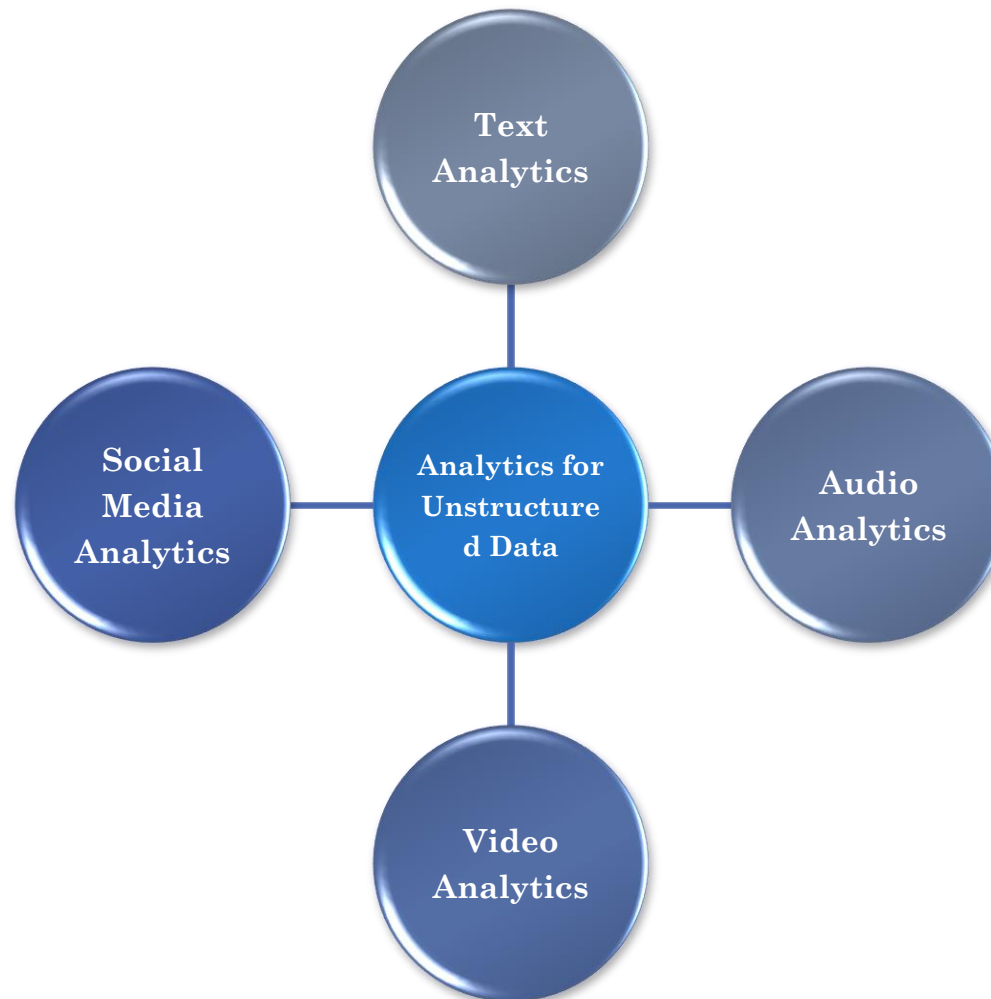 Text
Analytics
Social
Media
Analytics
Analytics for
Unstructure
d Data
Audio
Analytics
Video
Analytics